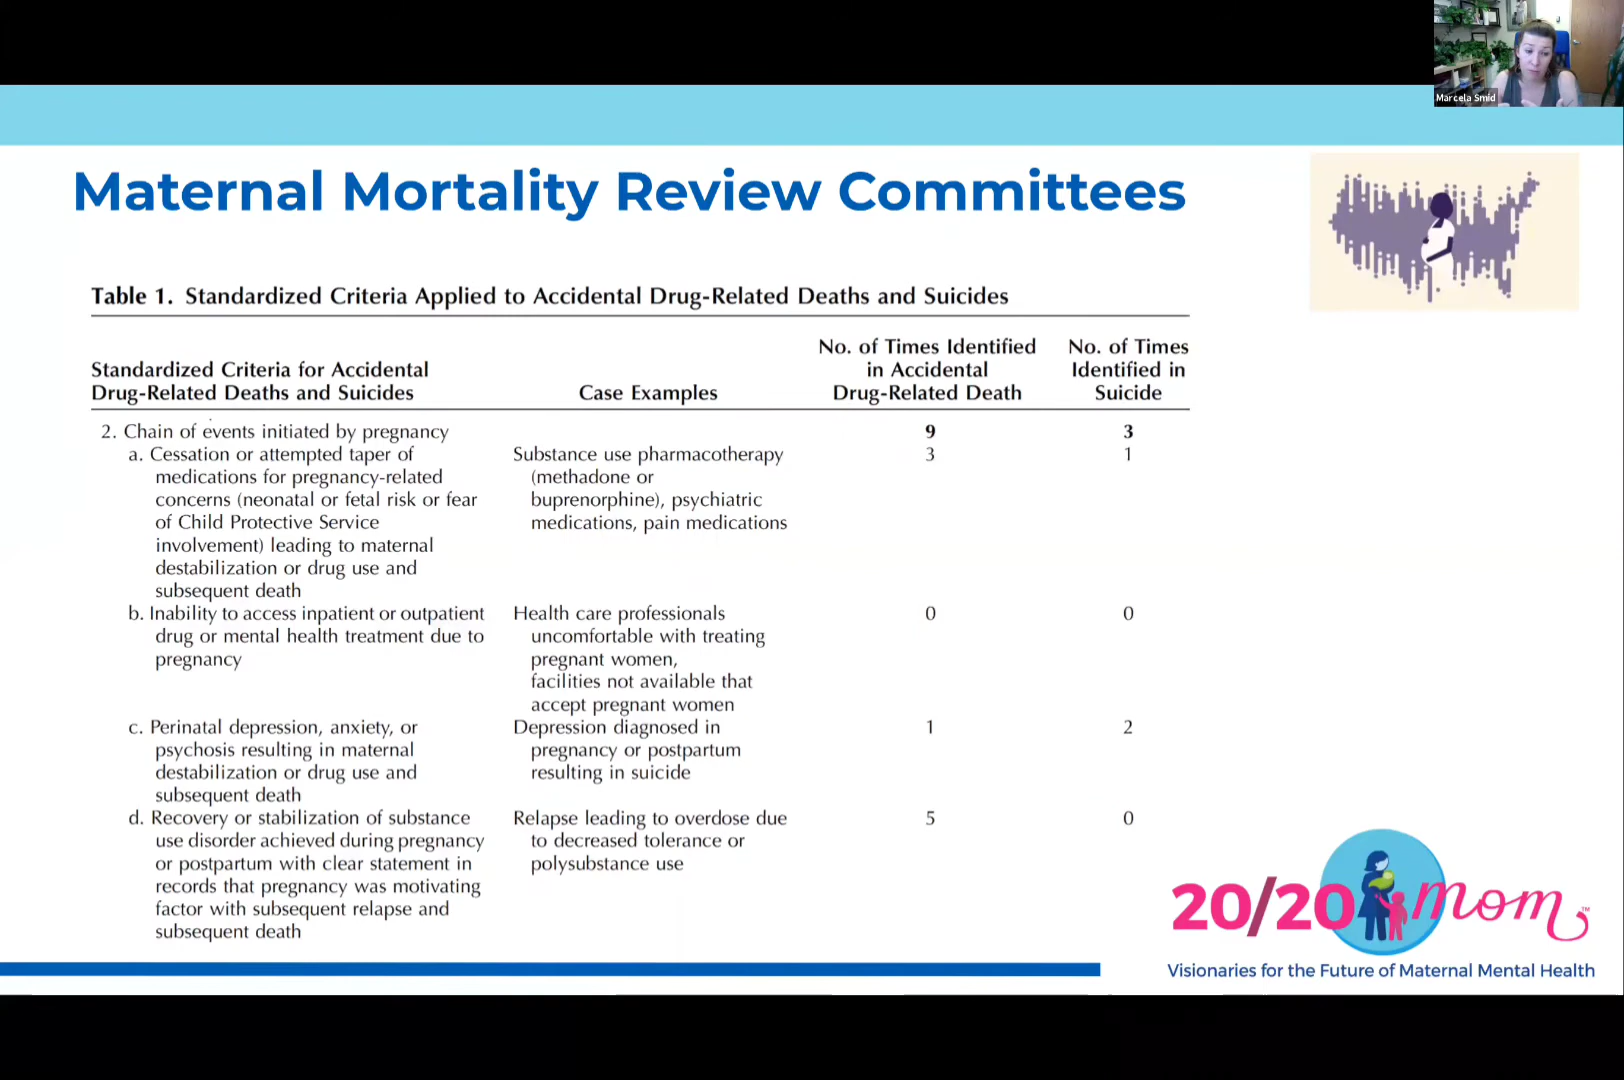 Marcela Smid
Maternal Mortality Review Committees
Table 1. Standardized Criteria Applied to Accidental Drug-Related Deaths and Suicides
Standardized Criteria for Accidental
Drug-Related Deaths and Suicides
Case Examples
No. of Times Identified
in Accidental
Drug-Related Death
No. of Times
Identified in
Suicide
2. Chain of events initiated by pregnancy
9
3
a. Cessation or attempted taper of
medications for pregnancy-related
concerns (neonatal or fetal risk or fear
of Child Protective Service
involvement) leading to maternal
destabilization or drug use and
subsequent death
Substance use pharmacotherapy
(methadone or
buprenorphine), psychiatric
medications, pain medications
3
1
b. Inability to access inpatient or outpatient
drug or mental health treatment due to
pregnancy
Health care professionals
uncomfortable with treating
pregnant women,
facilities not available that
accept pregnant women
0
0
c. Perinatal depression, anxiety, or
psychosis resulting in maternal
destabilization or drug use and
subsequent death
Depression diagnosed in
pregnancy or postpartum
resulting in suicide
1
2
d. Recovery or stabilization of substance
use disorder achieved during pregnancy
or postpartum with clear statement in
records that pregnancy was motivating
factor with subsequent relapse and
subsequent death
Relapse leading to overdose due
to decreased tolerance or
polysubstance use
5
0
20/20 mom™
Visionaries for the Future of Maternal Mental Health